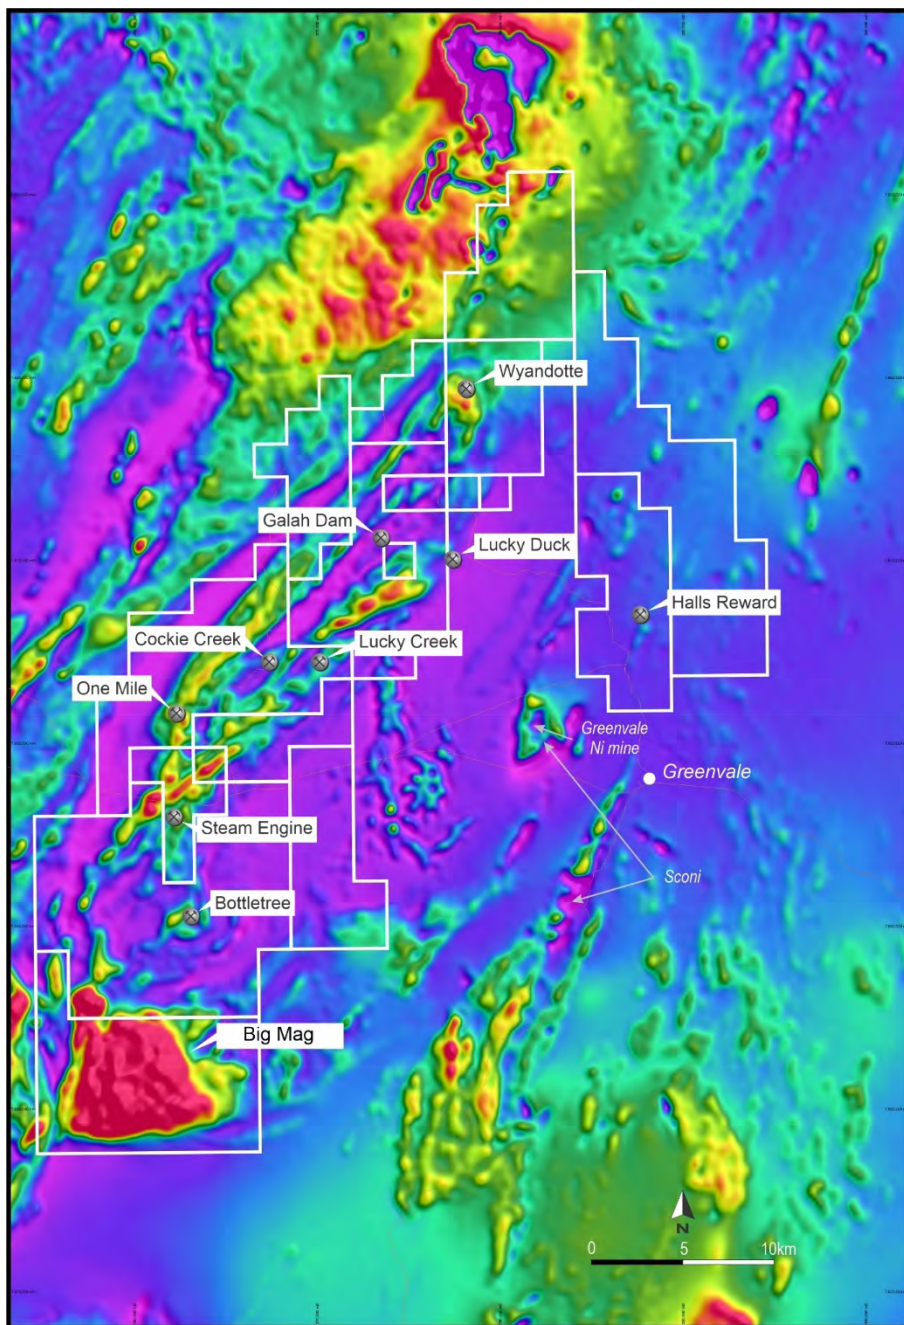 Wyandotte
Galah Dam
Lucky Duck
Halls Reward
Cockie Creek
Lucky Creek
One Mile
Greenvale
Ni mine
Greenvale
Steam Engine
Sconi
Bottletree
Big Mag
N
0 5 10km